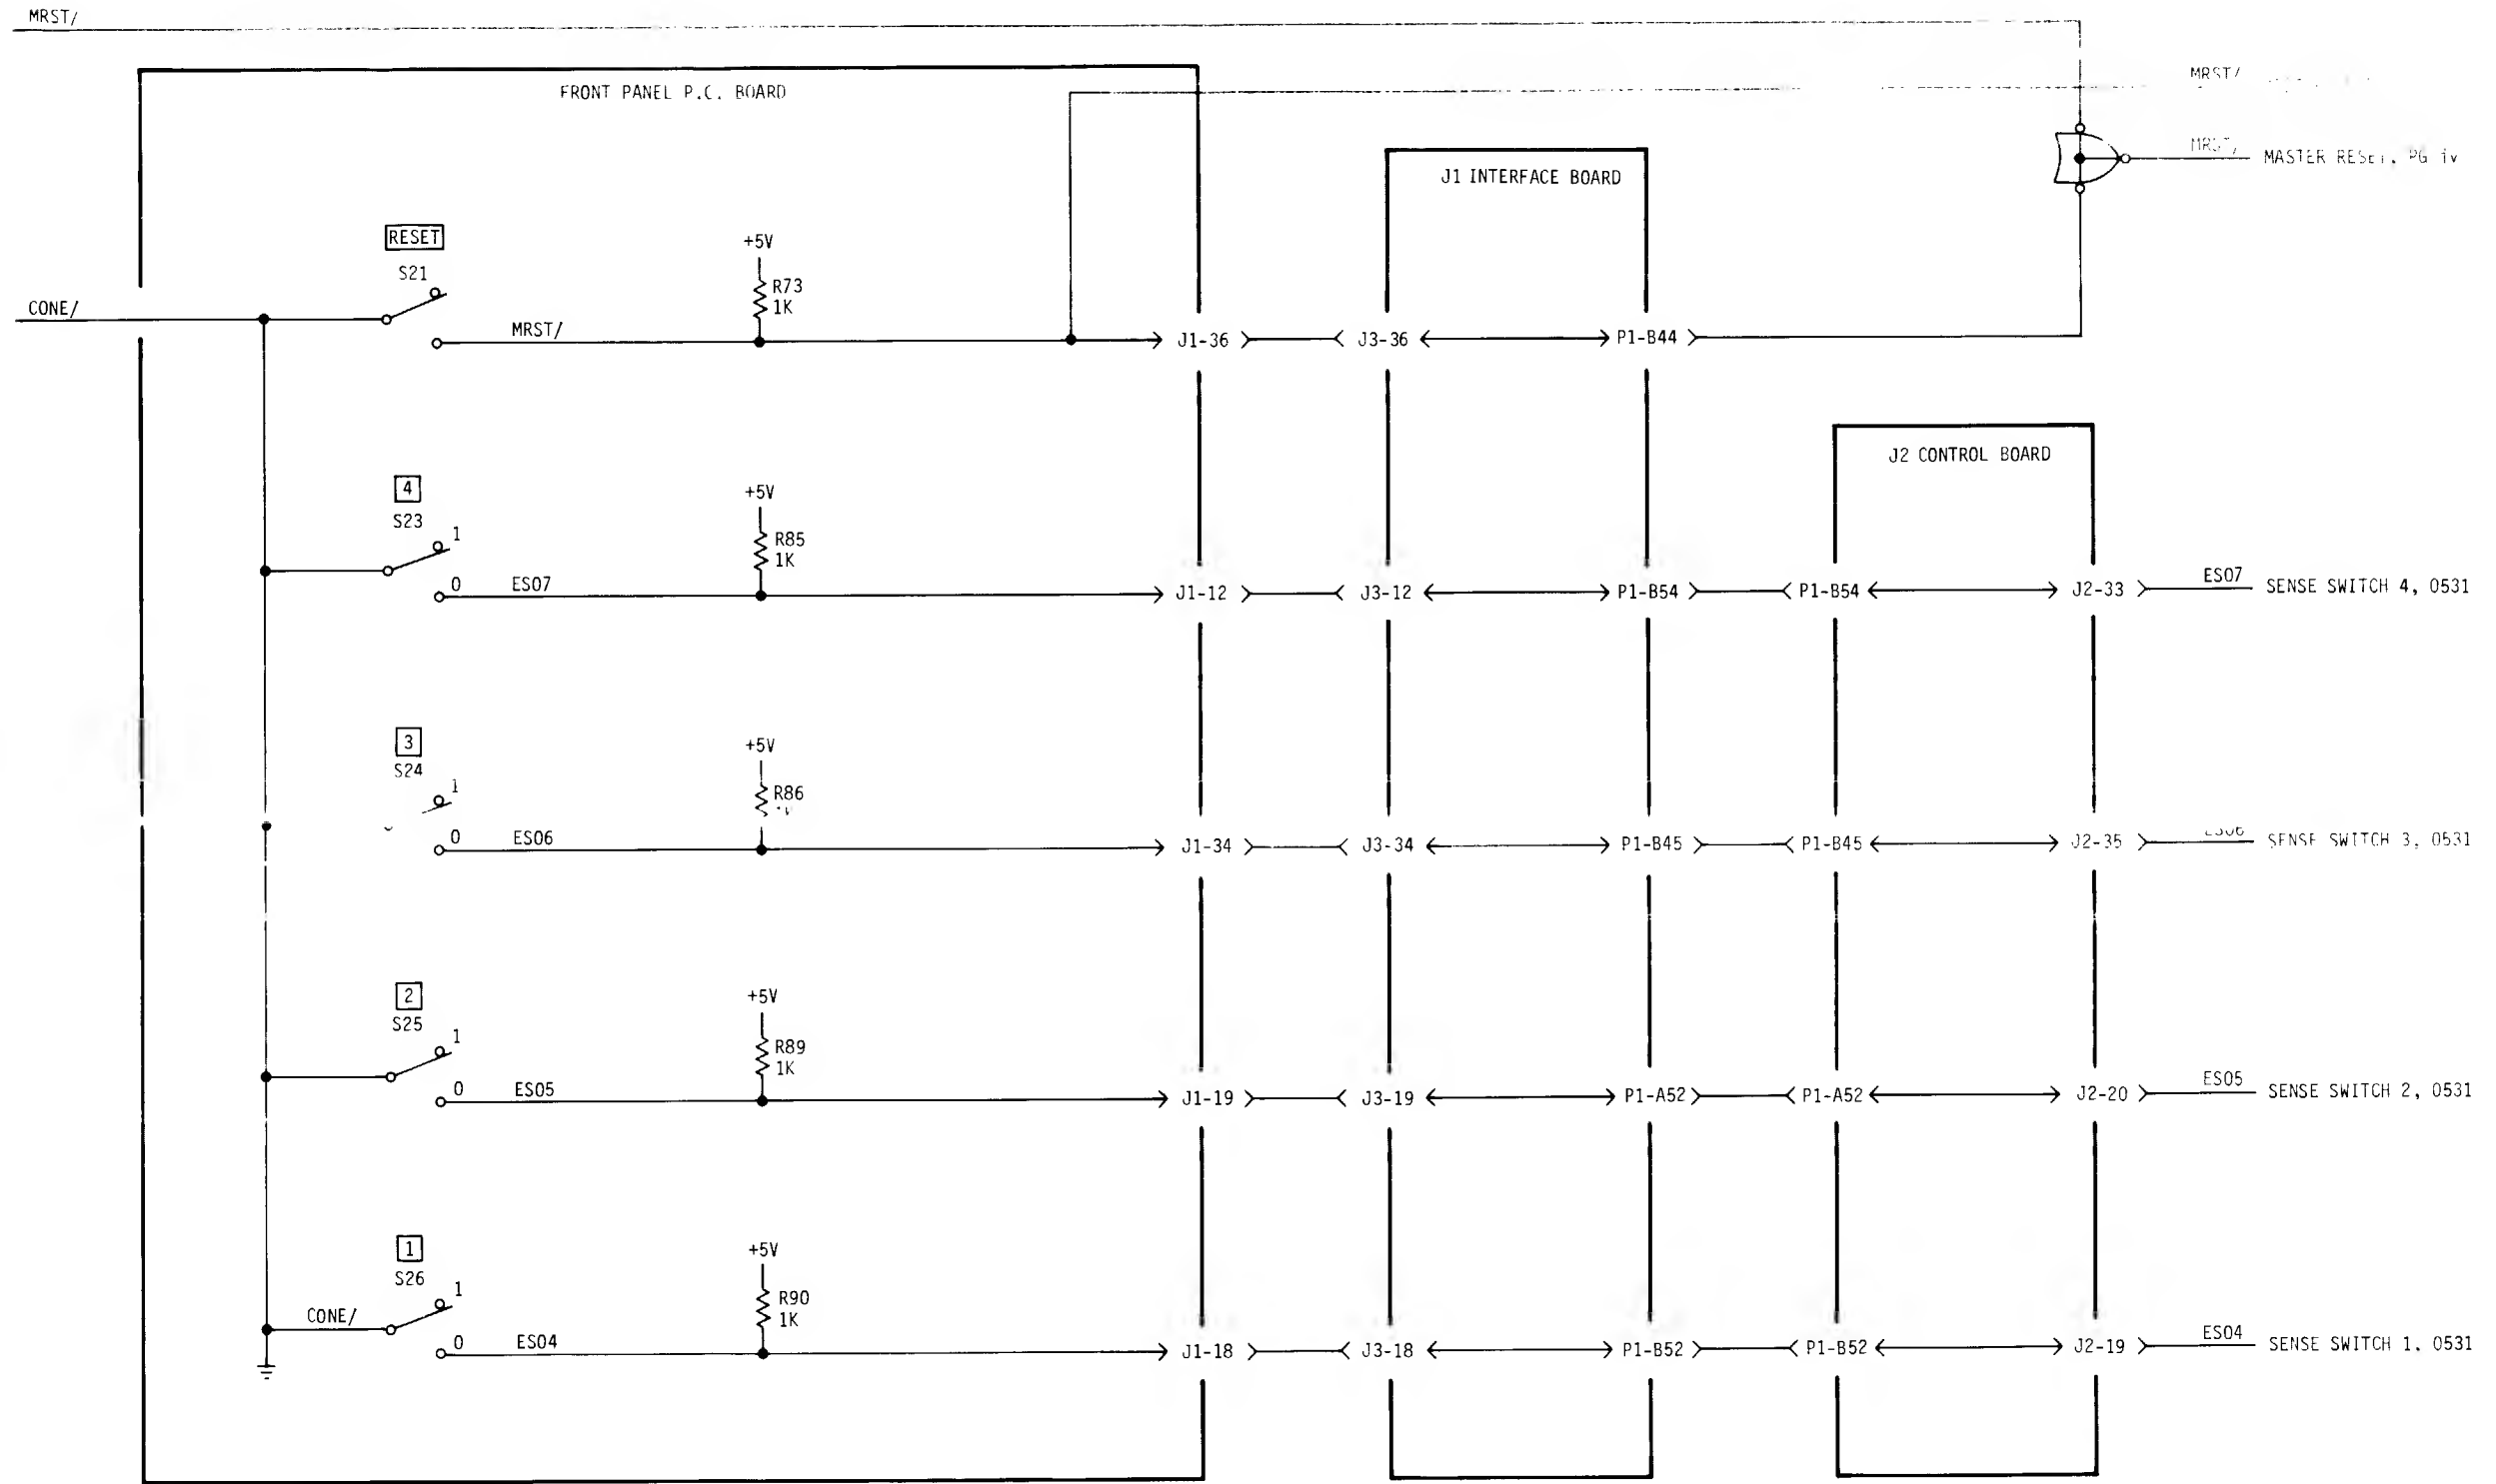 MRST/
FRONT PANEL P.C. BOARD
MRST/
J1 INTERFACE BOARD
MASTER RESET, PG iv
RESET
S21
+5V
R73
1K
CONE/
MRST/
J1-36
J3-36
P1-B44
J2 CONTROL BOARD
4
S23
1
0
ES07
+5V
R85
1K
J1-12
J3-12
P1-B54
P1-B54
J2-33
ES07
SENSE SWITCH 4, 0531
3
S24
1
0
ES06
+5V
R86
J1-34
J3-34
P1-B45
P1-B45
J2-35
ES06
SENSE SWITCH 3, 0531
2
S25
1
0
ES05
+5V
R89
1K
J1-19
J3-19
P1-A52
P1-A52
J2-20
ES05
SENSE SWITCH 2, 0531
1
S26
1
CONE/
0
ES04
+5V
R90
1K
J1-18
J3-18
P1-B52
P1-B52
J2-19
ES04
SENSE SWITCH 1. 0531